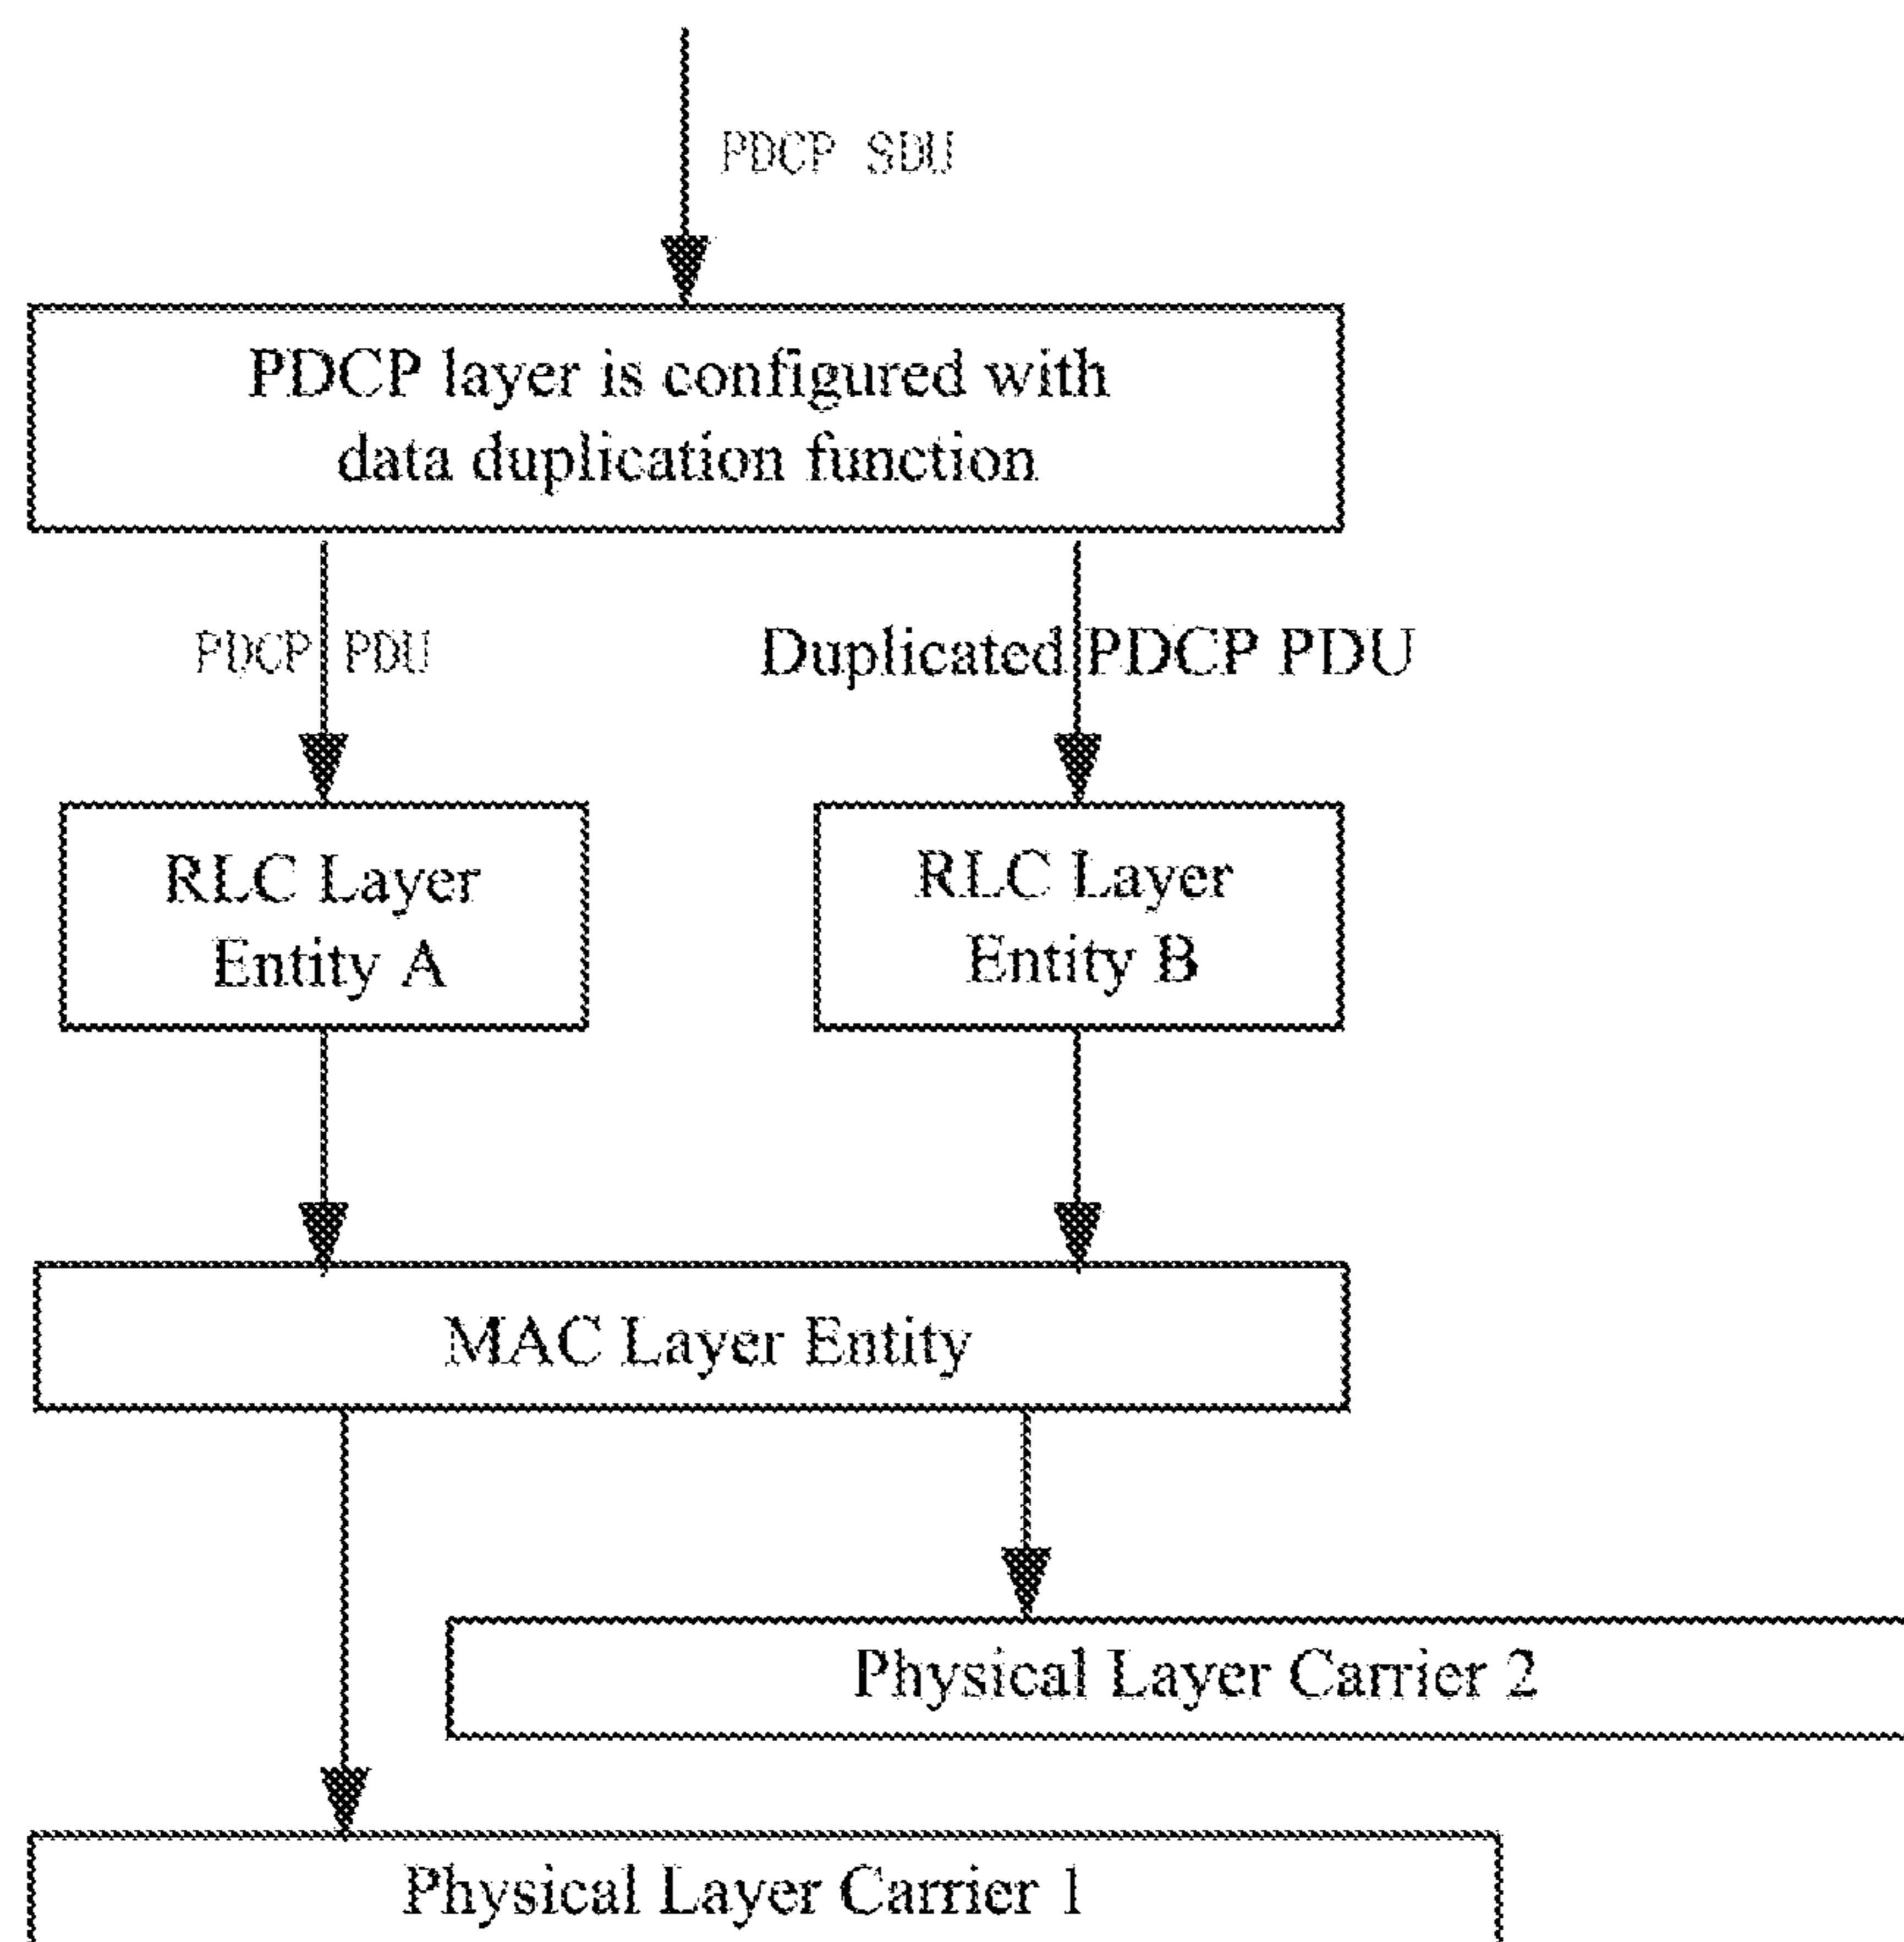 PDCP SDU
PDCP layer is configured with
data duplication function
PDCP PDU
Duplicated PDCP PDU
RLC Layer
Entity A
RLC Layer
Entity B
MAC Layer Entity
Physical Layer Carrier 2
Physical Layer Carrier 1